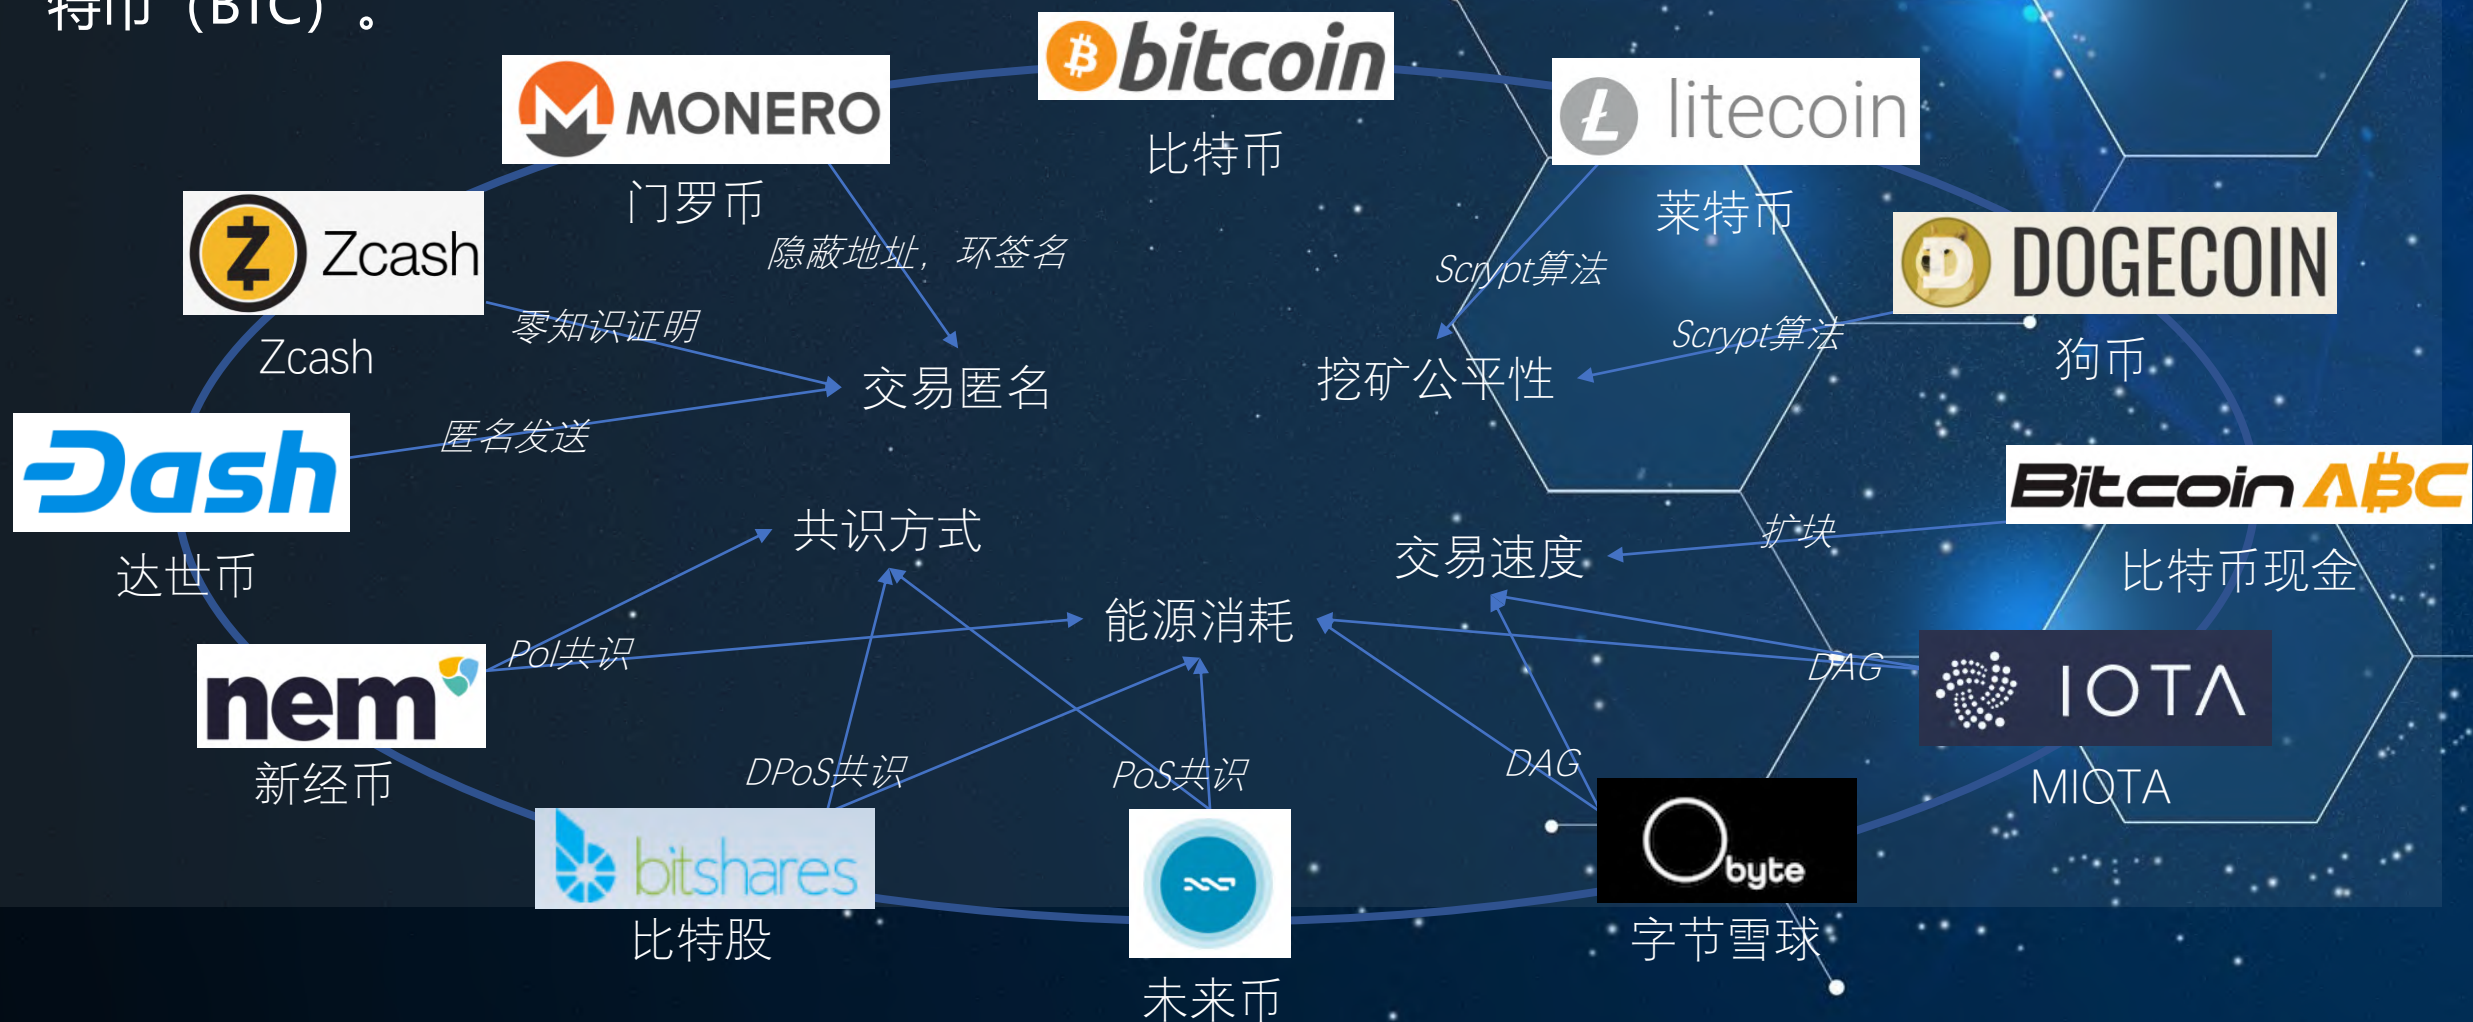 特币（BTC）。
bitcoin
比特币
MONERO
门罗币
litecoin
莱特币
Zcash
Zcash
DOGECOIN
狗币
隐蔽地址，环签名
Scrypt算法
零知识证明
Scrypt算法
交易匿名
挖矿公平性
Dash
达世币
匿名发送
Bitcoin ABC
比特币现金
共识方式
交易速度
扩块
能源消耗
nem
新经币
PoI共识
DAG
IOTA
MIOTA
DPoS共识
PoS共识
DAG
bitshares
比特股
未来币
Obyte
字节雪球